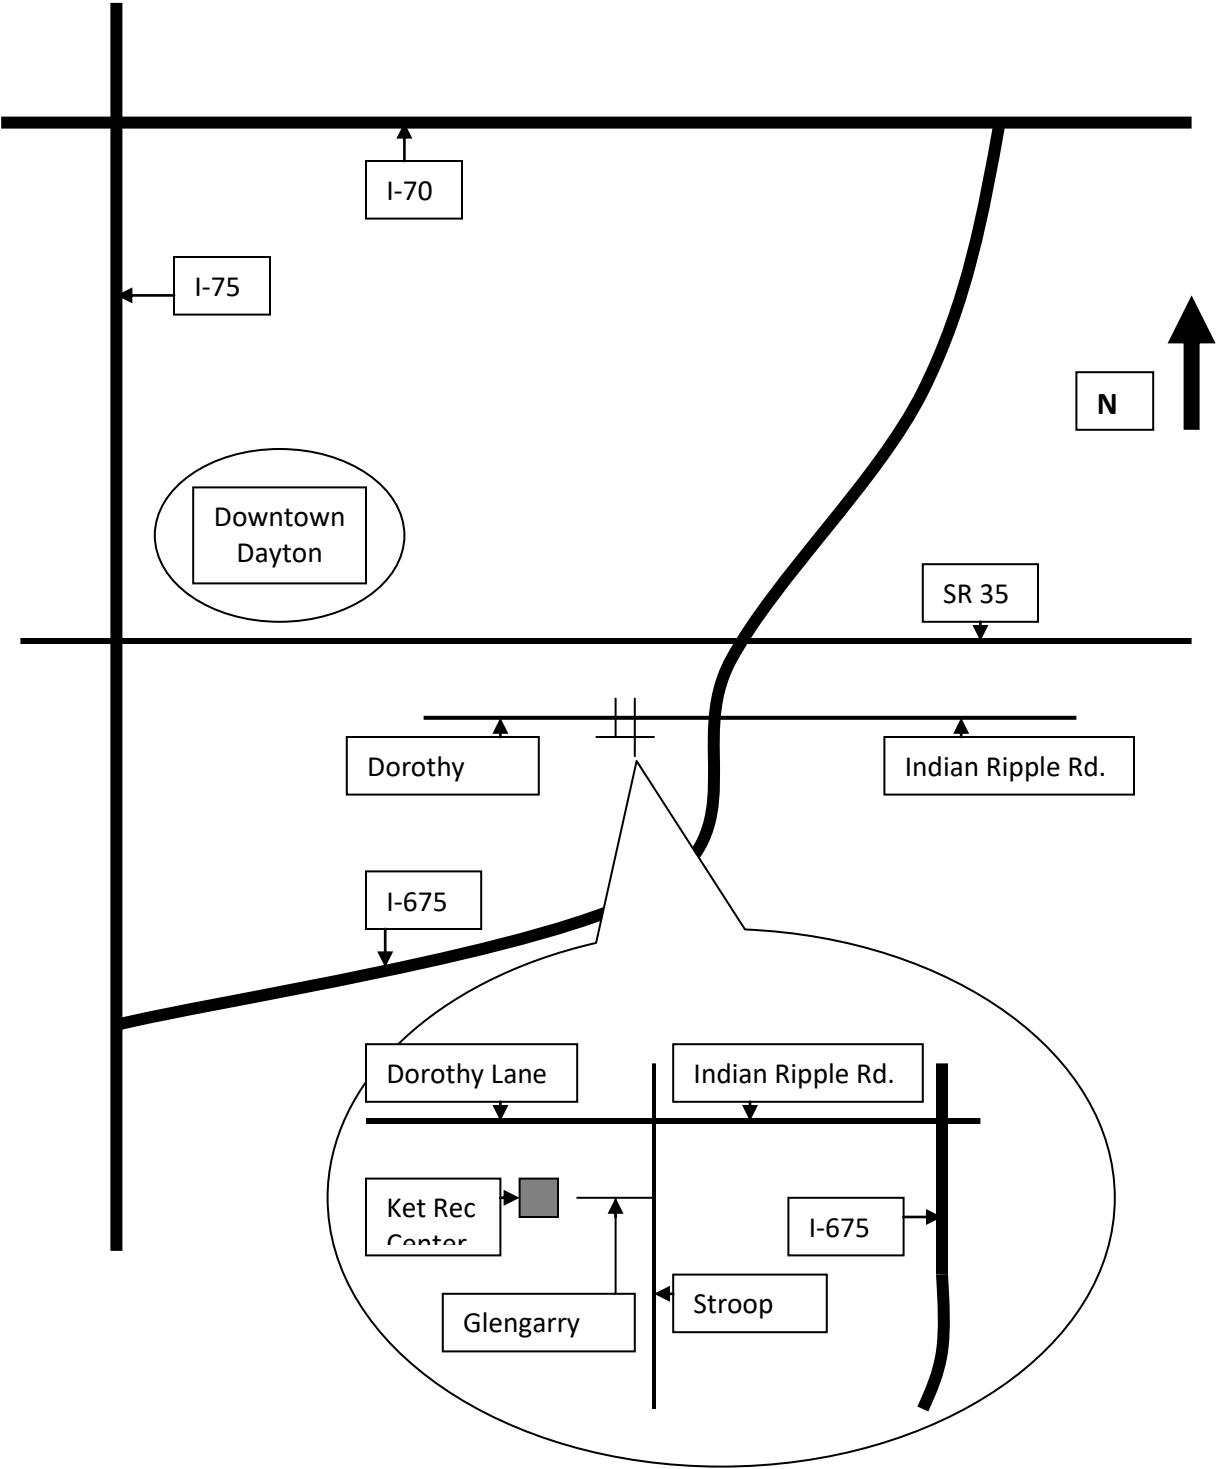 I-70
I-75
N
Downtown
Dayton
SR 35
Dorothy
Indian Ripple Rd.
I-675
Dorothy Lane
Indian Ripple Rd.
Ket Rec
Center
I-675
Stroop
Glengarry